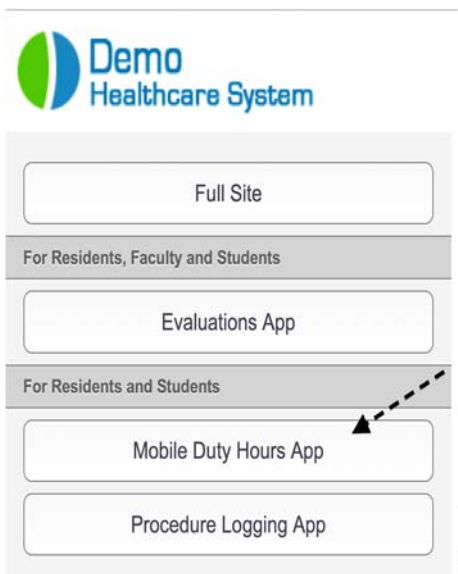 Demo
Healthcare System
Full Site
For Residents, Faculty and Students
Evaluations App
For Residents and Students
Mobile Duty Hours App
Procedure Logging App